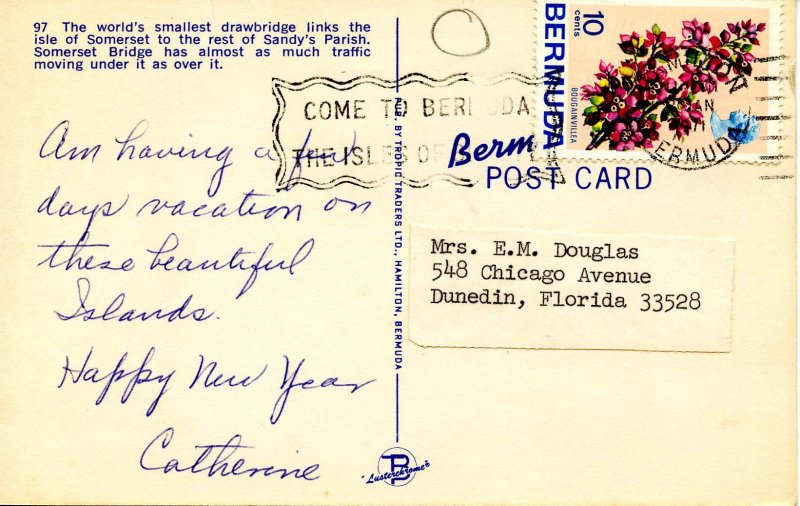 97 The world's smallest drawbridge links the
isle of Somerset to the rest of Sandy's Parish.
Somerset Bridge has almost as much traffic
moving under it as over it.
Am having a few
days vacation on
these beautiful
Islands.
Happy New Year
Catherine
PUB. BY TROPIC TRADERS LTD., HAMILTON, BERMUDA
"Lusterchrome"®
COME TO BERMUDA
THE ISLES OF
10
cents
BERMUDA
BOUGAINVILLEA
JAN
BERMUDA
Berm
POST CARD
Mrs. E.M. Douglas
548 Chicago Avenue
Dunedin, Florida 33528